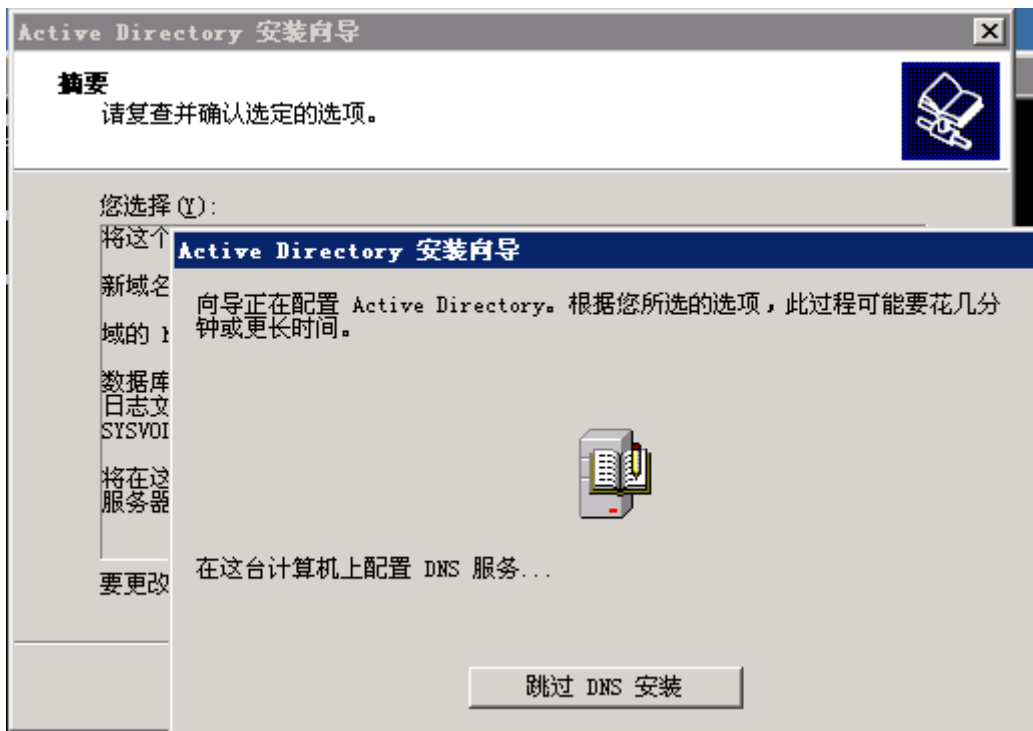 Active Directory 安装向导
摘要
请复查并确认选定的选项。
您选择(Y):
将这个
新域名
域的
数据库
日志文
SYSVOL
将在这
服务器
要更改
Active Directory 安装向导
向导正在配置 Active Directory。根据您所选的选项，此过程可能要花几分
钟或更长时间。
在这台计算机上配置 DNS 服务...
跳过 DNS 安装